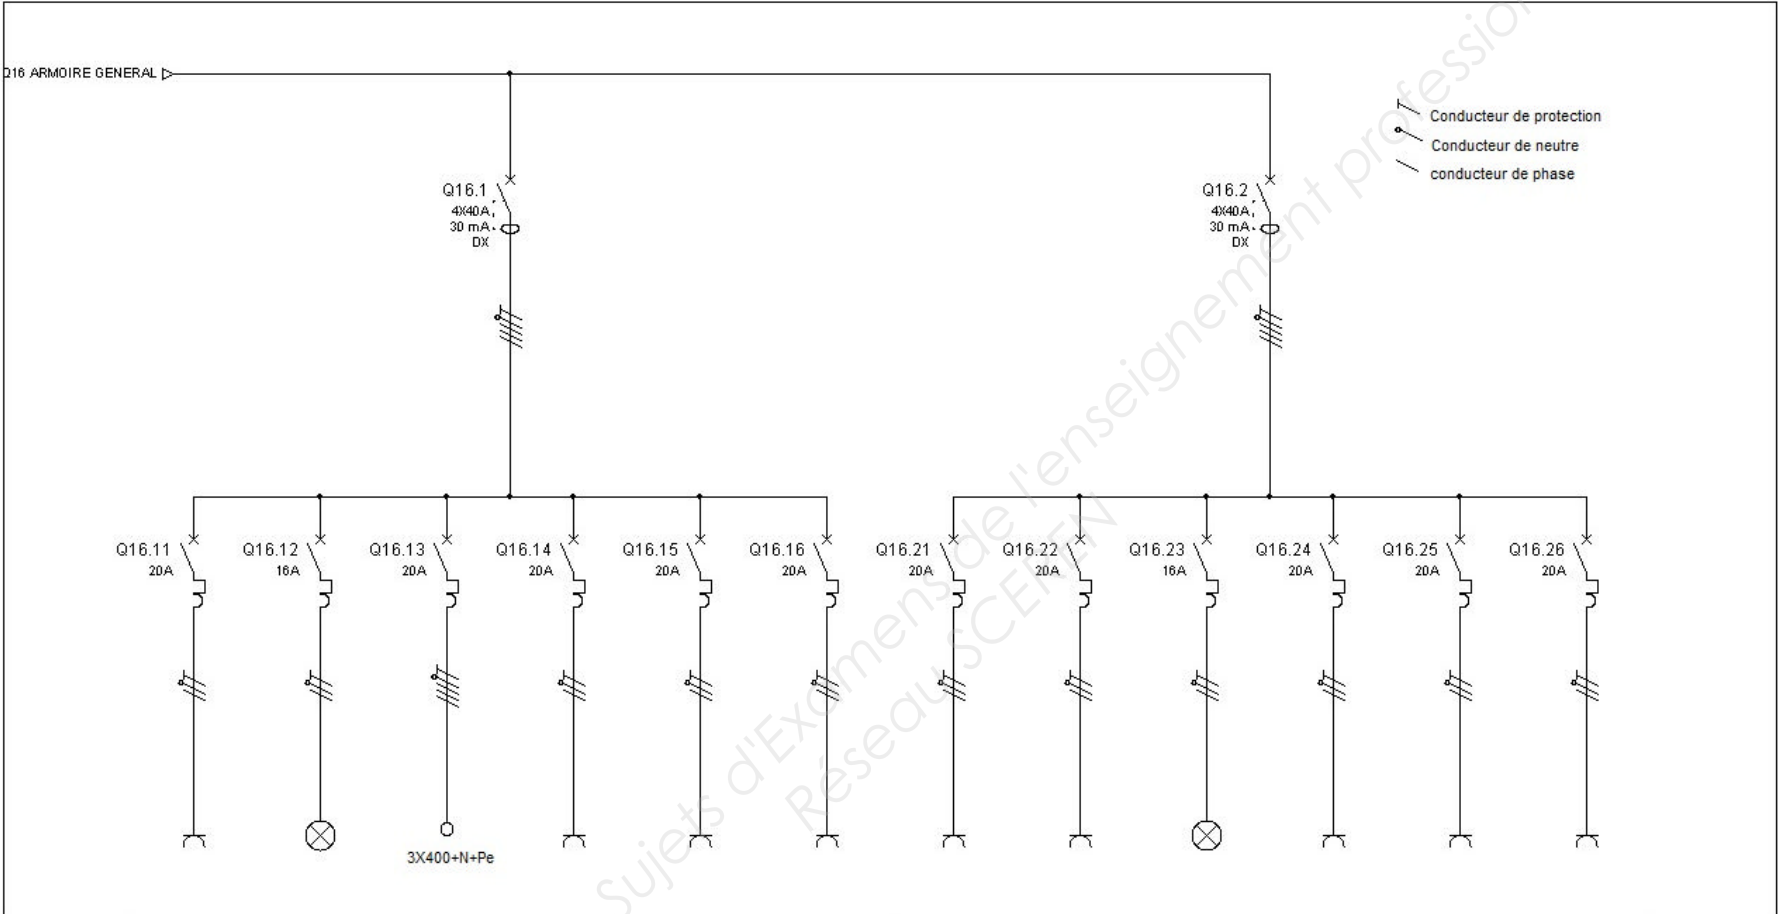 Q16 ARMOIRE GENERAL
Conducteur de protection
Conducteur de neutre
conducteur de phase
Q16.1
4X40A
30 mA
DX
Q16.2
4X40A
30 mA
DX
Q16.11
20A
Q16.12
16A
Q16.13
20A
Q16.14
20A
Q16.15
20A
Q16.16
20A
Q16.21
20A
Q16.22
20A
Q16.23
16A
Q16.24
20A
Q16.25
20A
Q16.26
20A
3X400+N+Pe
Sujets d'Examens de l'enseignement profession
Réseau SCEREN